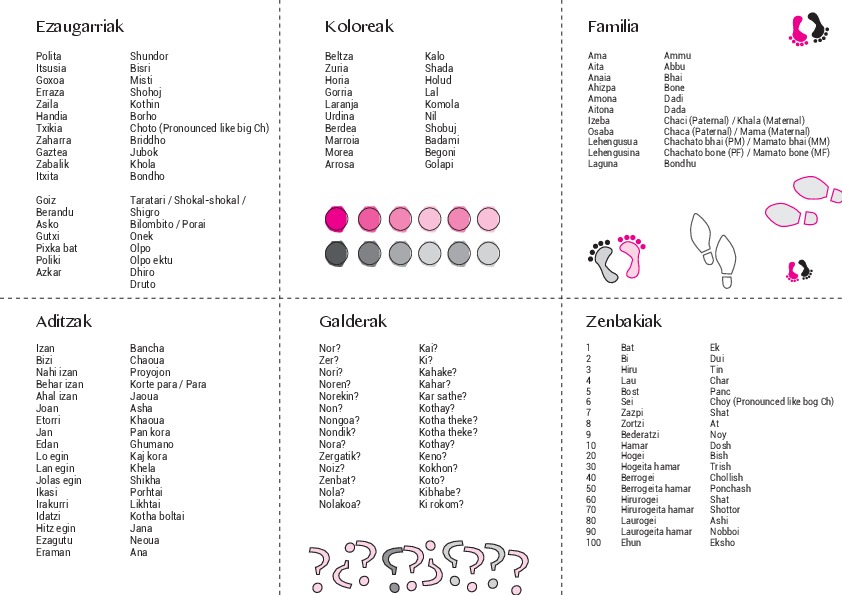 Ezaugarriak
Polita Shundor
Itsusia Bisri
Goxoa Misti
Erraza Shohoj
Zaila Kothin
Handia Borho
Txikia Choto (Pronounced like big Ch)
Zaharra Briddho
Gaztea Jubok
Zabalik Khola
Itxita Bondho
Goiz Taratari / Shokal-shokal /
Berandu Shigro
Asko Bilombito / Porai
Gutxi Onek
Pixka bat Olpo
Poliki Olpo ektu
Azkar Dhiro
Druto
Koloreak
Beltza Kalo
Zuria Shada
Horia Holud
Gorria Lal
Laranja Komola
Urdina Nil
Berdea Shobuj
Marroia Badami
Morea Begoni
Arrosa Golapi
Familia
Ama Ammu
Aita Abbu
Anaia Bhai
Ahizpa Bone
Amona Dadi
Aitona Dada
Izeba Chaci (Paternal) / Khala (Maternal)
Osaba Chaca (Paternal) / Mama (Maternal)
Lehengusua Chachato bhai (PM) / Mamato bhai (MM)
Lehengusina Chachato bone (PF) / Mamato bone (MF)
Laguna Bondhu
Aditzak
Izan Bancha
Bizi Chaoua
Nahi izan Proyojon
Behar izan Korte para / Para
Ahal izan Jaoua
Joan Asha
Etorri Khaoua
Jan Pan kora
Edan Ghumano
Lo egin Kaj kora
Lan egin Khela
Jolas egin Shikha
Ikasi Porhtai
Irakurri Likhtai
Idatzi Kotha boltai
Hitz egin Jana
Ezagutu Neoua
Eraman Ana
Galderak
Nor? Kai?
Zer? Ki?
Nori? Kahake?
Noren? Kahar?
Norekin? Kar sathe?
Non? Kothay?
Nongoa? Kotha theke?
Nondik? Kotha theke?
Nora? Kothay?
Zergatik? Keno?
Noiz? Kokhon?
Zenbat? Koto?
Nola? Kibhabe?
Nolakoa? Ki rokom?
Zenbakiak
1 Bat Ek
2 Bi Dui
3 Hiru Tin
4 Lau Char
5 Bost Panc
6 Sei Choy (Pronounced like bog Ch)
7 Zazpi Shat
8 Zortzi At
9 Bederatzi Noy
10 Hamar Dosh
20 Hogei Bish
30 Hogeita hamar Trish
40 Berrogei Chollish
50 Berrogeita hamar Ponchash
60 Hirurogei Shat
70 Hirurogeita hamar Shottor
80 Laurogei Ashi
90 Laurogeita hamar Nobboi
100 Ehun Eksho